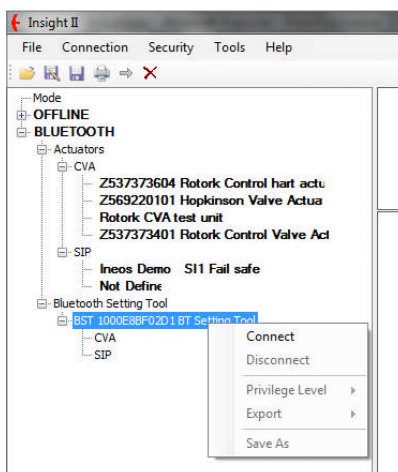 Insight II
File Connection Security Tools Help
Mode
OFFLINE
BLUETOOTH
Actuators
CVA
Z537373604 Rotork Control hart actu
Z569220101 Hopkinson Valve Actua
Rotork CVA test unit
Z537373401 Rotork Control Valve Act
SIP
Ineos Demo SI1 Fail safe
Not Define
Bluetooth Setting Tool
BST 1000E8BF02D1 BT Setting Tool
CVA
SIP
Connect
Disconnect
Privilege Level
Export
Save As